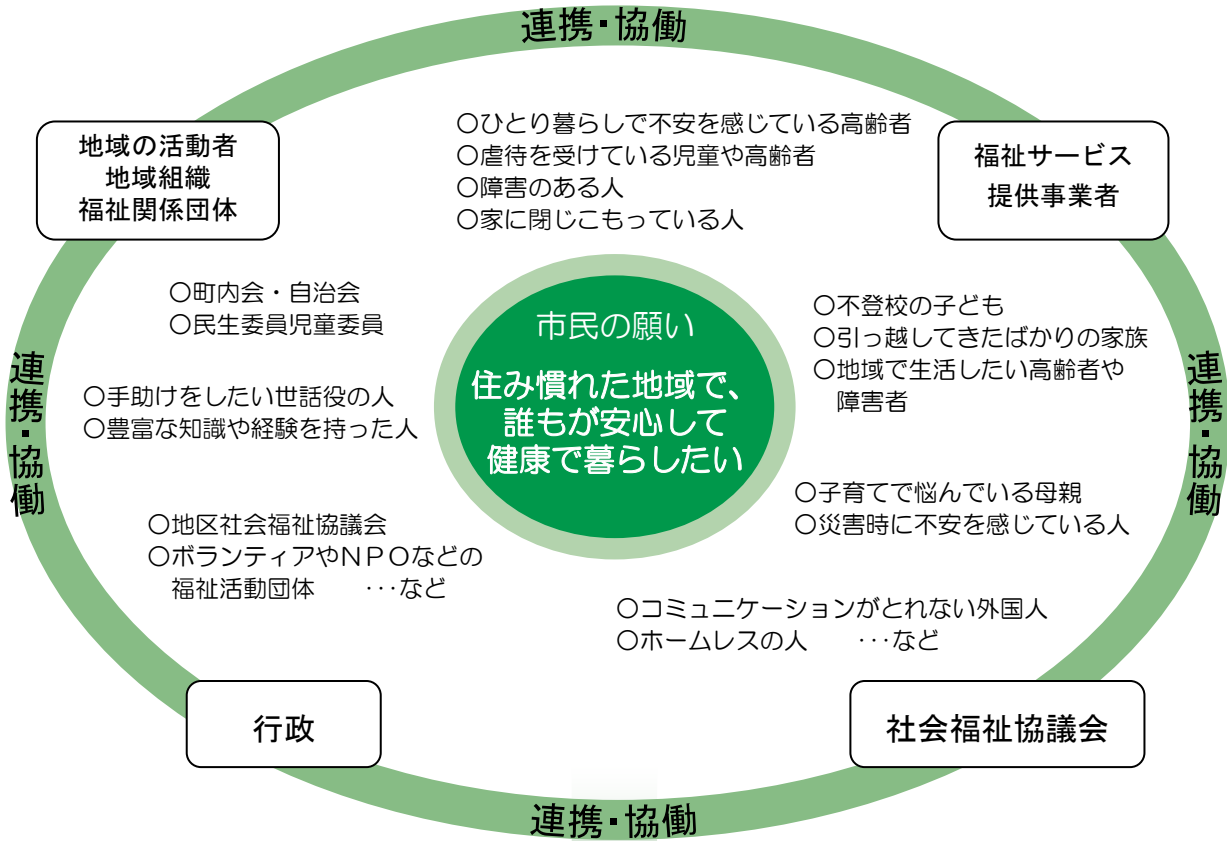 連携・協働
地域の活動者
地域組織
福祉関係団体
○ひとり暮らしで不安を感じている高齢者
○虐待を受けている児童や高齢者
○障害のある人
○家に閉じこもっている人
福祉サービス
提供事業者
○町内会・自治会
○民生委員児童委員
市民の願い
住み慣れた地域で、
誰もが安心して
健康で暮らしたい
○不登校の子ども
○引っ越してきたばかりの家族
○地域で生活したい高齢者や
障害者
連携・協働
○手助けをしたい世話役の人
○豊富な知識や経験を持った人
連携・協働
○子育てで悩んでいる母親
○災害時に不安を感じている人
○地区社会福祉協議会
○ボランティアやNPOなどの
福祉活動団体　　…など
○コミュニケーションがとれない外国人
○ホームレスの人　　…など
行政
社会福祉協議会
連携・協働